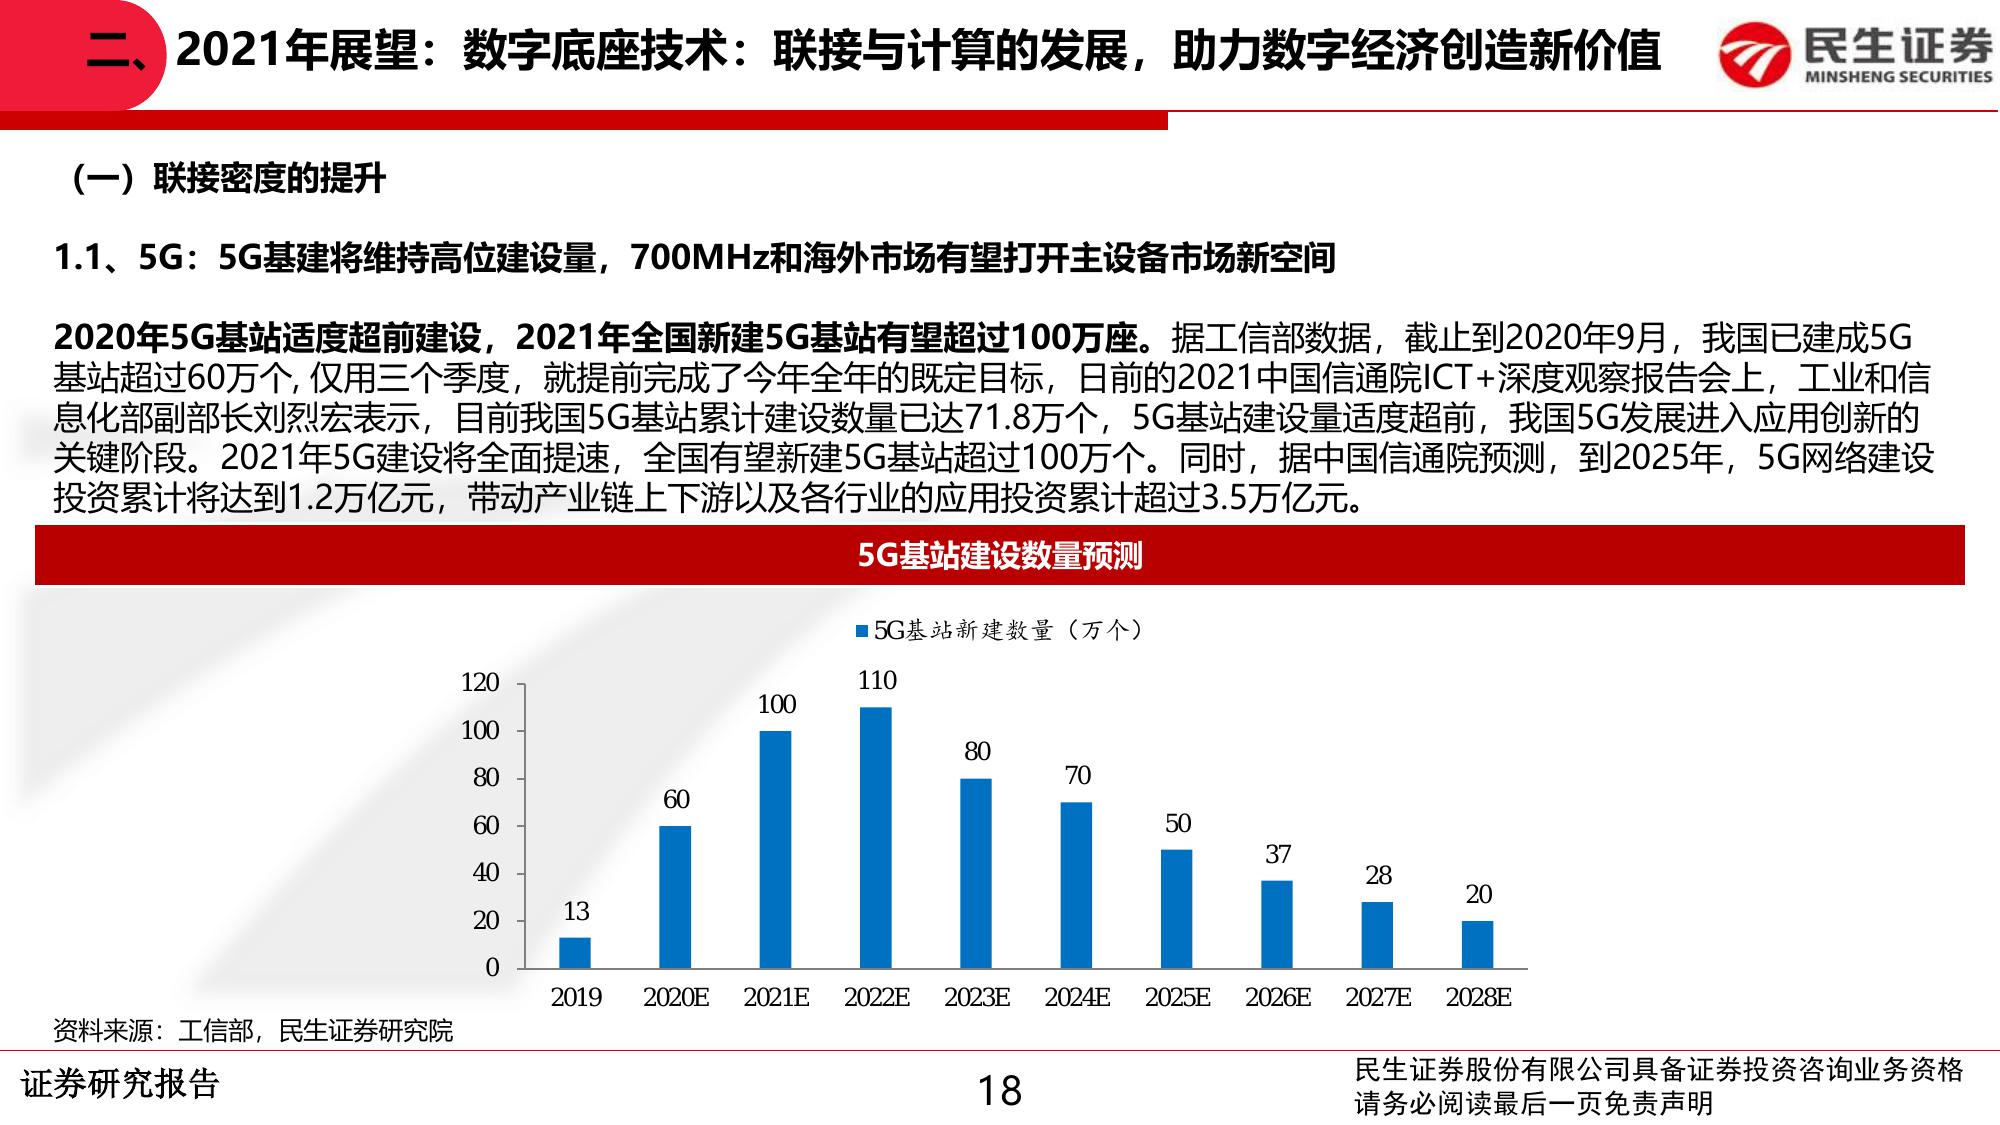 二、2021年展望：数字底座技术：联接与计算的发展，助力数字经济创造新价值
民生证券
MINSHENG SECURITIES
（一）联接密度的提升
1.1、5G：5G基建将维持高位建设量，700MHz和海外市场有望打开主设备市场新空间
2020年5G基站适度超前建设，2021年全国新建5G基站有望超过100万座。据工信部数据，截止到2020年9月，我国已建成5G
基站超过60万个, 仅用三个季度，就提前完成了今年全年的既定目标，日前的2021中国信通院ICT+深度观察报告会上，工业和信
息化部副部长刘烈宏表示，目前我国5G基站累计建设数量已达71.8万个，5G基站建设量适度超前，我国5G发展进入应用创新的
关键阶段。2021年5G建设将全面提速，全国有望新建5G基站超过100万个。同时，据中国信通院预测，到2025年，5G网络建设
投资累计将达到1.2万亿元，带动产业链上下游以及各行业的应用投资累计超过3.5万亿元。
5G基站建设数量预测
5G基站新建数量（万个）
120
100
80
60
40
20
0
13
60
100
110
80
70
50
37
28
20
2019 2020E 2021E 2022E 2023E 2024E 2025E 2026E 2027E 2028E
资料来源：工信部，民生证券研究院
证券研究报告
18
民生证券股份有限公司具备证券投资咨询业务资格
请务必阅读最后一页免责声明